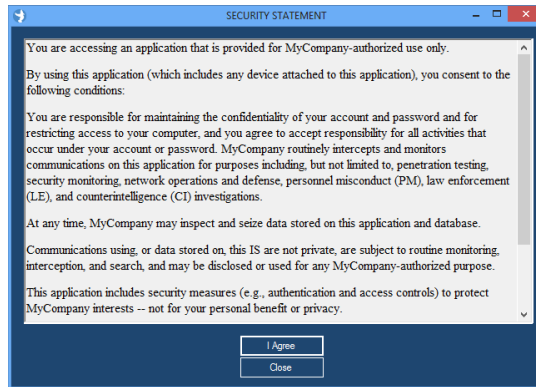 SECURITY STATEMENT
You are accessing an application that is provided for MyCompany-authorized use only.
By using this application (which includes any device attached to this application), you consent to the
following conditions:
You are responsible for maintaining the confidentiality of your account and password and for
restricting access to your computer, and you agree to accept responsibility for all activities that
occur under your account or password. MyCompany routinely intercepts and monitors
communications on this application for purposes including, but not limited to, penetration testing,
security monitoring, network operations and defense, personnel misconduct (PM), law enforcement
(LE), and counterintelligence (CI) investigations.
At any time, MyCompany may inspect and seize data stored on this application and database.
Communications using, or data stored on, this IS are not private, are subject to routine monitoring,
interception, and search, and may be disclosed or used for any MyCompany-authorized purpose.
This application includes security measures (e.g., authentication and access controls) to protect
MyCompany interests -- not for your personal benefit or privacy.
I Agree
Close